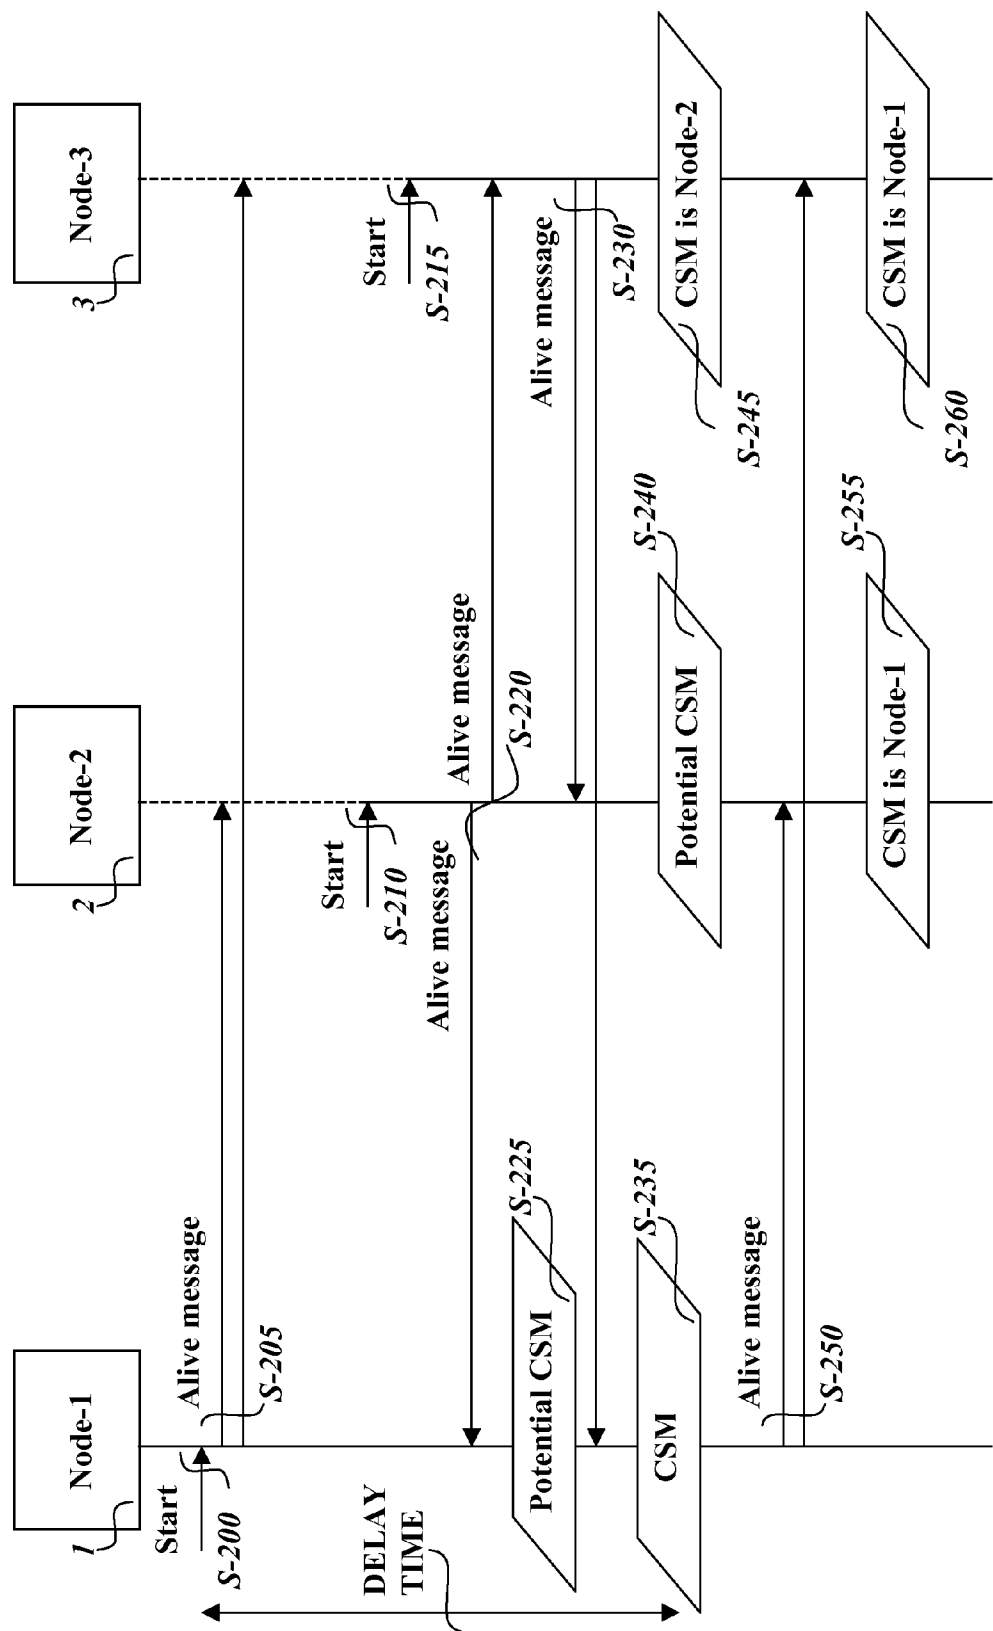 Node-1
1
Node-2
2
Node-3
3
Start
S-200
Alive message
S-205
Start
S-210
Start
S-215
Alive message
Alive message
S-220
Potential CSM
S-225
Alive message
S-230
DELAY
TIME
CSM
S-235
Potential CSM
S-240
CSM is Node-2
S-245
Alive message
S-250
CSM is Node-1
S-255
CSM is Node-1
S-260